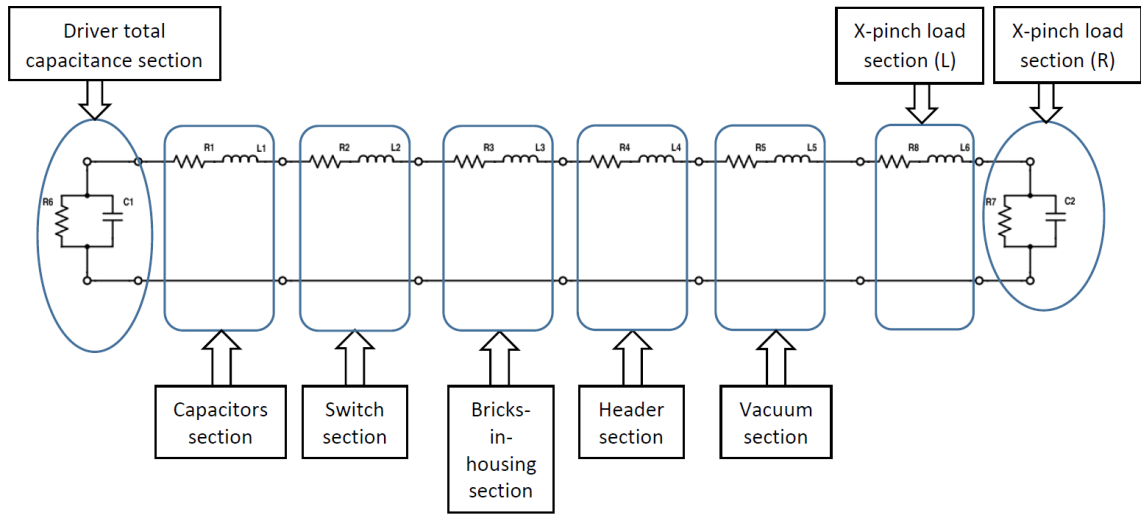 Driver total
capacitance section
X-pinch load
section (L)
X-pinch load
section (R)
R1
L1
R2
L2
R3
L3
R4
L4
R5
L5
R8
L6
R6
C1
R7
C2
Capacitors
section
Switch
section
Bricks-
in-
housing
section
Header
section
Vacuum
section